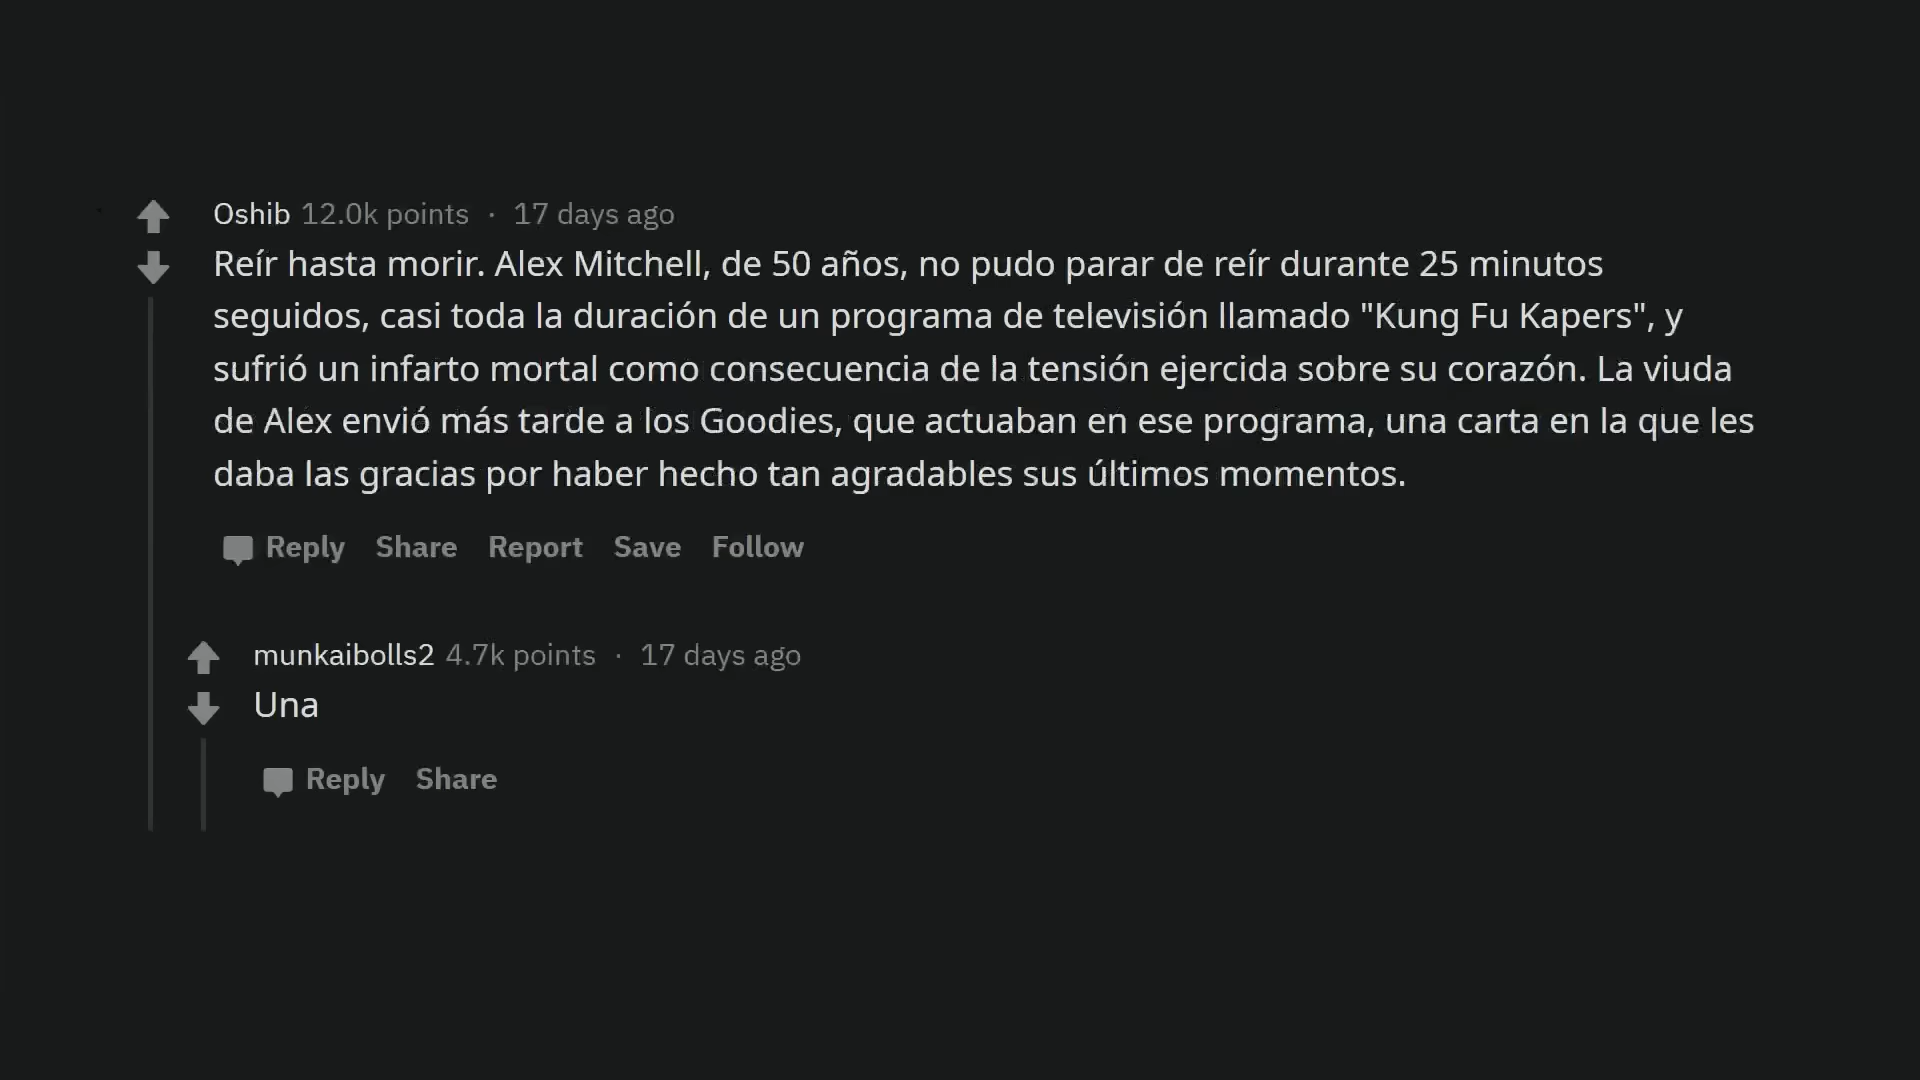 Oshib 12.0k points · 17 days ago
Reír hasta morir. Alex Mitchell, de 50 años, no pudo parar de reír durante 25 minutos
seguidos, casi toda la duración de un programa de televisión llamado "Kung Fu Kapers", y
sufrió un infarto mortal como consecuencia de la tensión ejercida sobre su corazón. La viuda
de Alex envió más tarde a los Goodies, que actuaban en ese programa, una carta en la que les
daba las gracias por haber hecho tan agradables sus últimos momentos.
Reply Share Report Save Follow
munkaibolls2 4.7k points · 17 days ago
Una
Reply Share